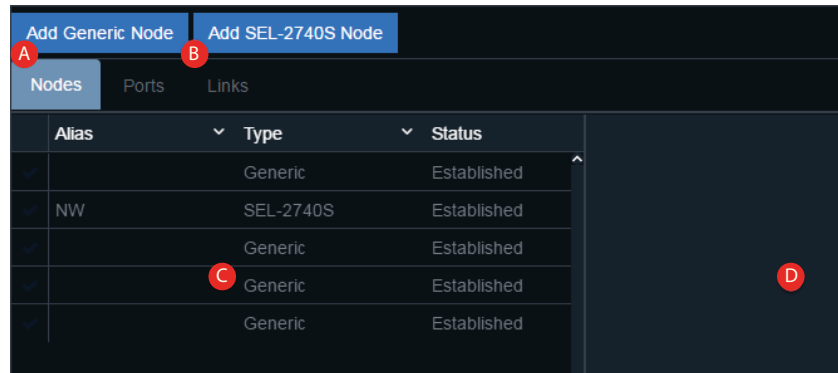 Add Generic Node Add SEL-2740S Node
A B
Nodes Ports Links
Alias Type Status
Generic Established
NW SEL-2740S Established
Generic Established
C Generic Established D
Generic Established